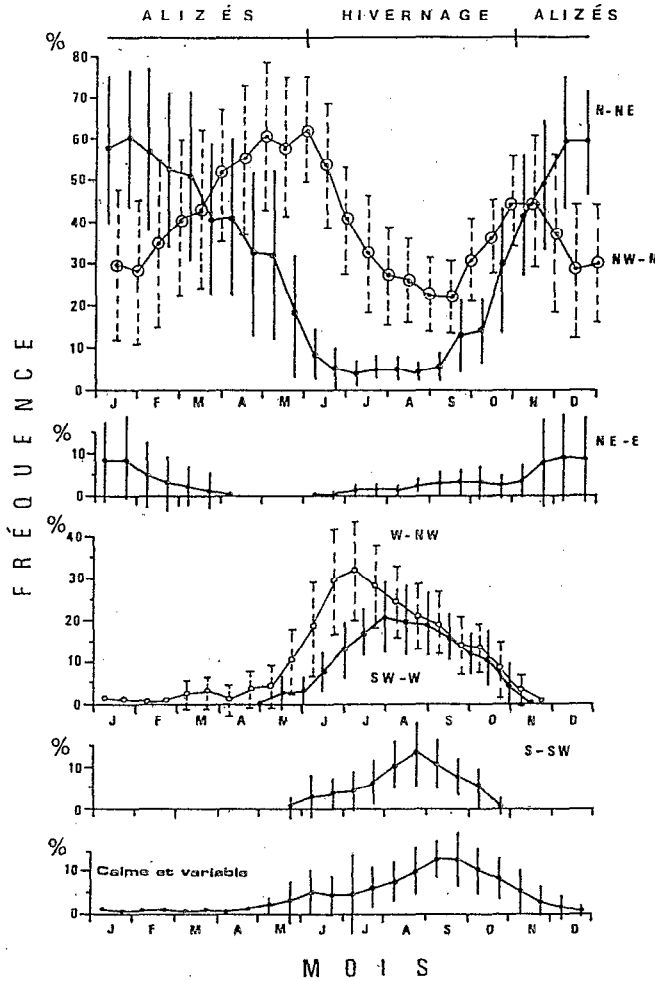 ALIZÉS HIVERNAGE ALIZÉS
%
80
70
60
50
40
30
20
10
0
N-NE
NW-N
J F M A M J J A S O N D
%
10
0
NE-E
J F M A M J J A S O N D
%
40
30
20
10
0
W-NW
SW-W
J F M A M J J A S O N D
%
10
0
S-SW
%
10
0
Calme et variable
J F M A M J J A S O N D
FRÉQUENCE
MOIS